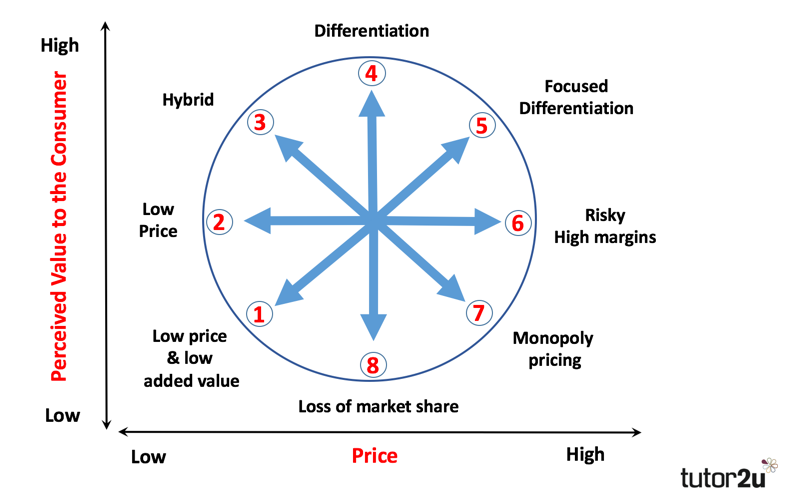 Differentiation
High
4
Focused
Differentiation
Hybrid
3
5
Perceived Value to the Consumer
Low
Price
2
6
Risky
High margins
1
7
Low price
& low
added value
Monopoly
pricing
8
Low
Loss of market share
Low
Price
High
tutor2u